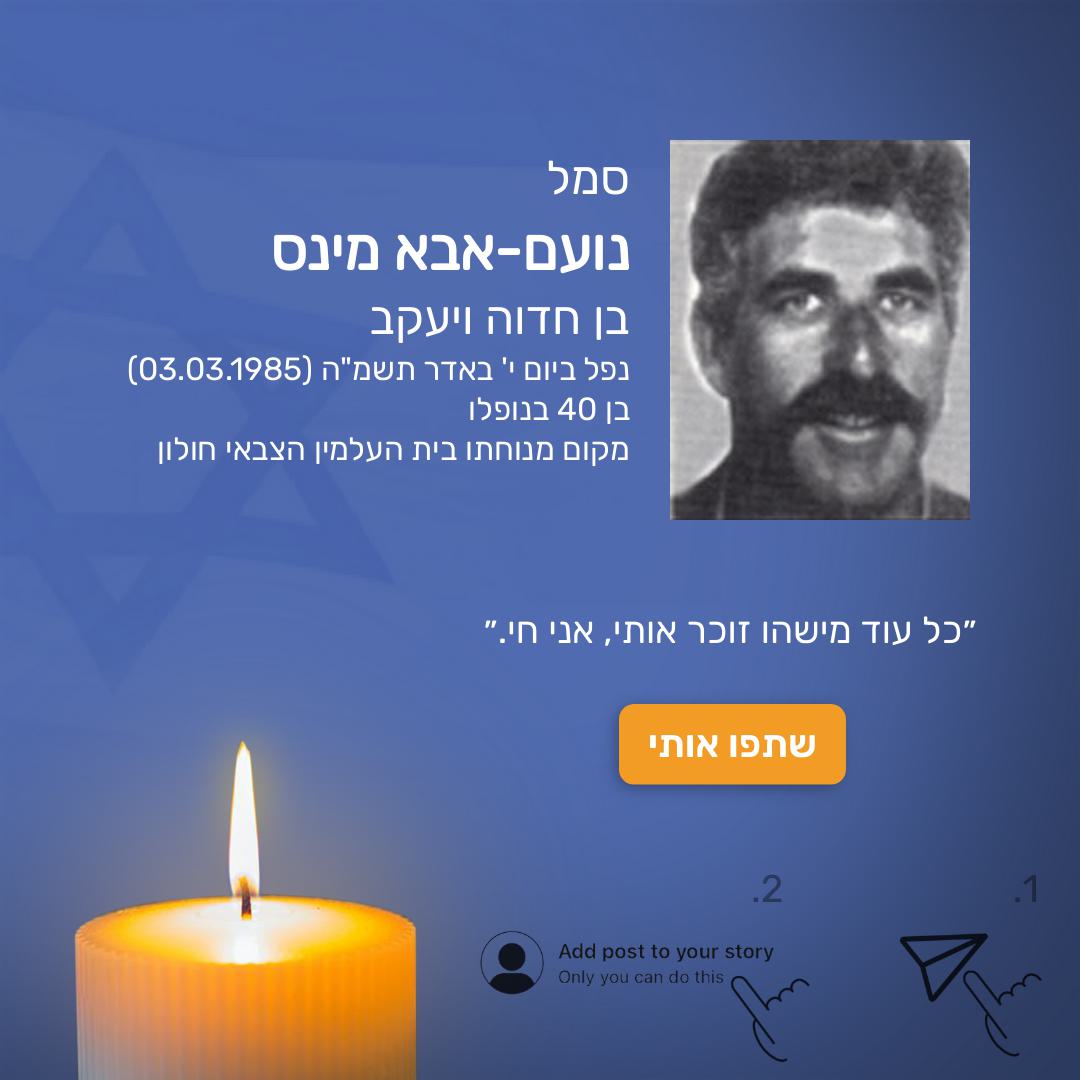 סמל
נועם-אבא מינס
בן חדוה ויעקב
נפל ביום י' באדר תשמ"ה (03.03.1985)
בן 40 בנופלו
מקום מנוחתו בית העלמין הצבאי חולון
״כל עוד מישהו זוכר אותי, אני חי.״
שתפו אותי
.1
.2
Add post to your story
Only you can do this